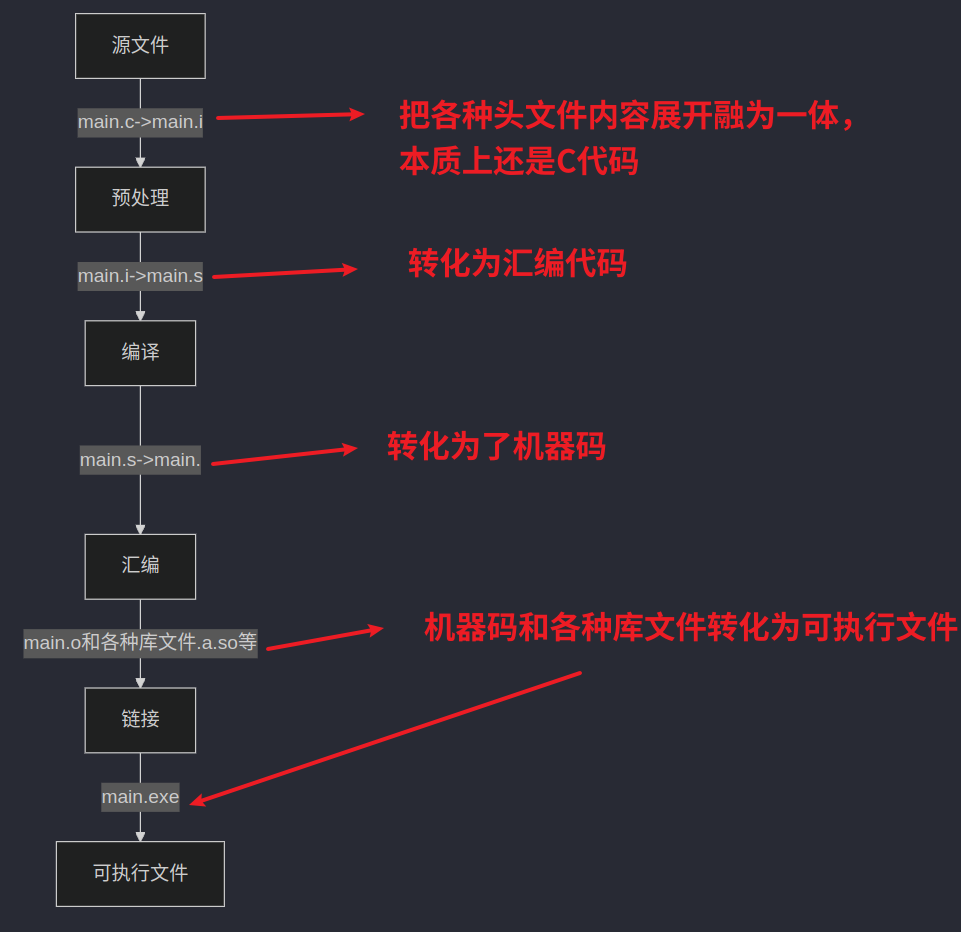 源文件
main.c->main.i
把各种头文件内容展开融为一体，
本质上还是C代码
预处理
main.i->main.s
转化为汇编代码
编译
main.s->main.
转化为了机器码
汇编
main.o和各种库文件.a.so等
机器码和各种库文件转化为可执行文件
链接
main.exe
可执行文件